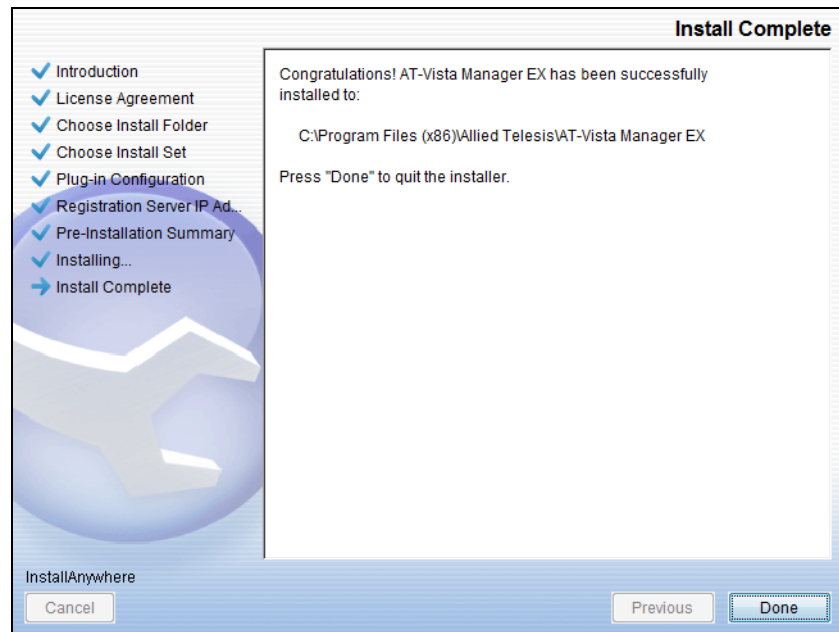 Install Complete
Introduction
License Agreement
Choose Install Folder
Choose Install Set
Plug-in Configuration
Registration Server IP Ad...
Pre-Installation Summary
Installing...
Install Complete
Congratulations! AT-Vista Manager EX has been successfully
installed to:
C:\Program Files (x86)\Allied Telesis\AT-Vista Manager EX
Press "Done" to quit the installer.
InstallAnywhere
Cancel
Previous
Done